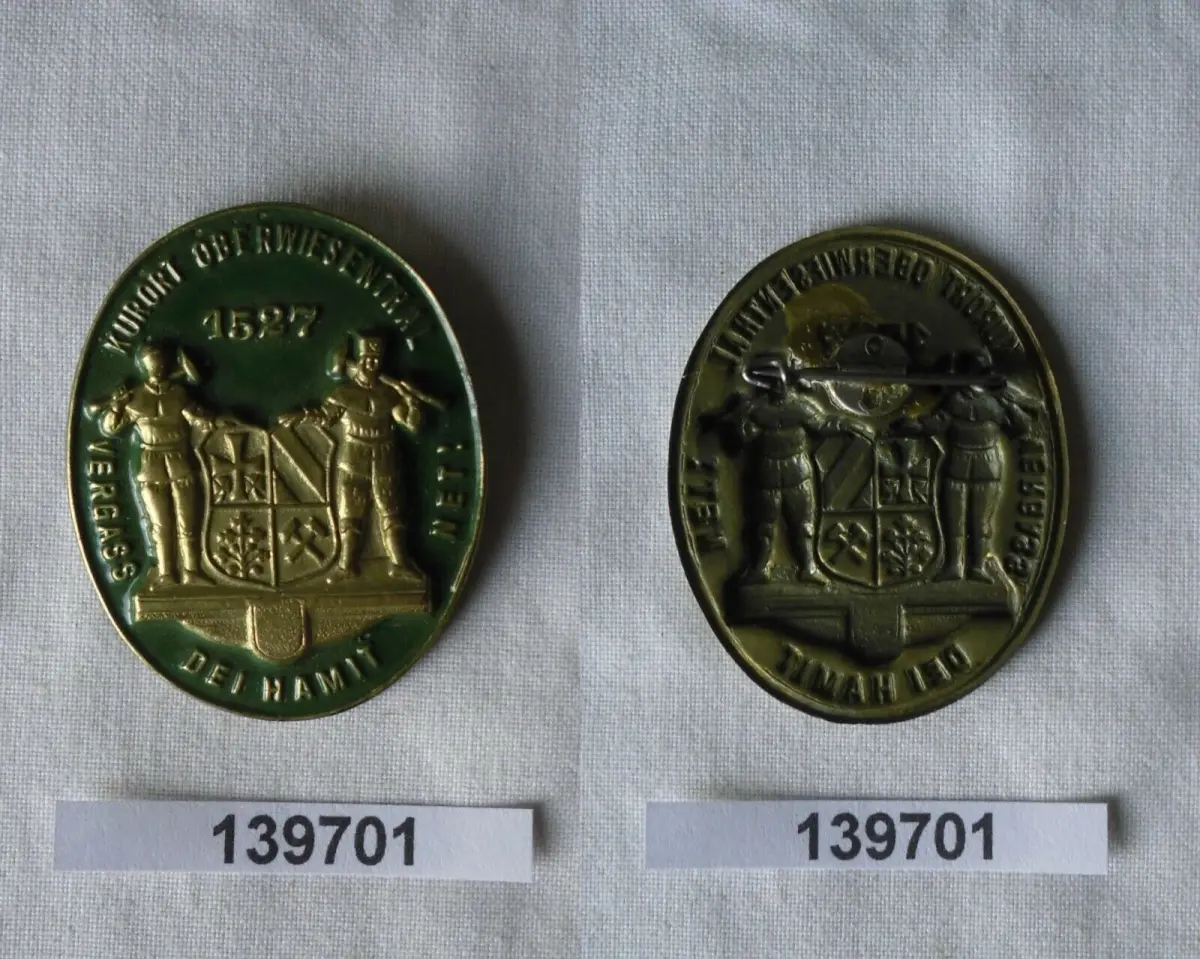 KURORT OBERWIESENTHAL
1527
VERGASS
DEI HAMIT
NET!
139701
139701